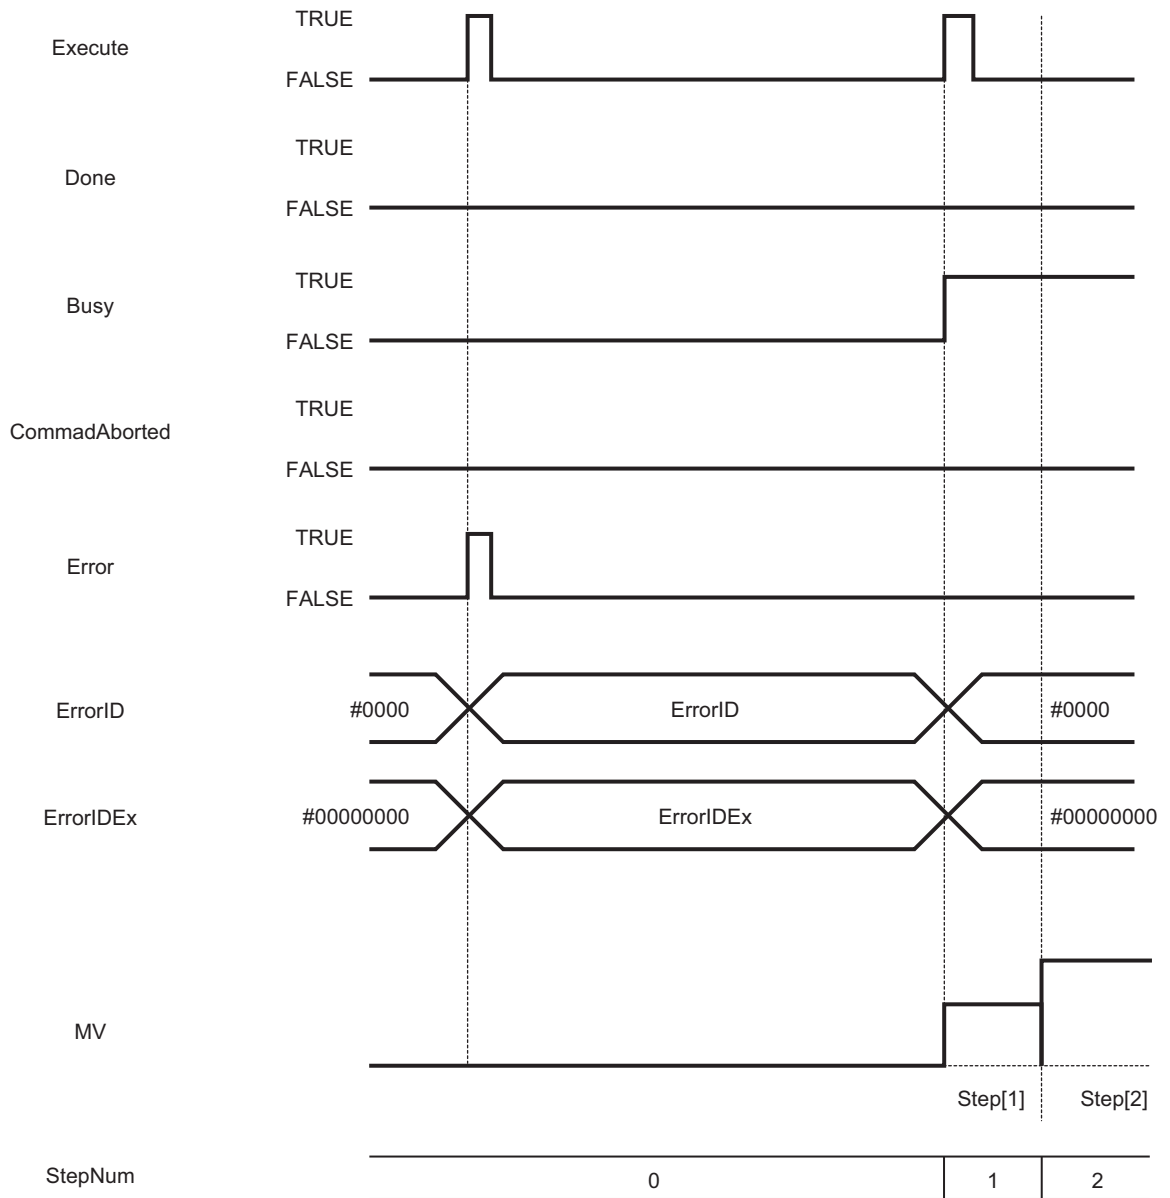 TRUE
Execute
FALSE
TRUE
Done
FALSE
TRUE
Busy
FALSE
TRUE
CommadAborted
FALSE
TRUE
Error
FALSE
ErrorID #0000 ErrorID #0000
ErrorIDEx #00000000 ErrorIDEx #00000000
MV
Step[1] Step[2]
StepNum 0 1 2